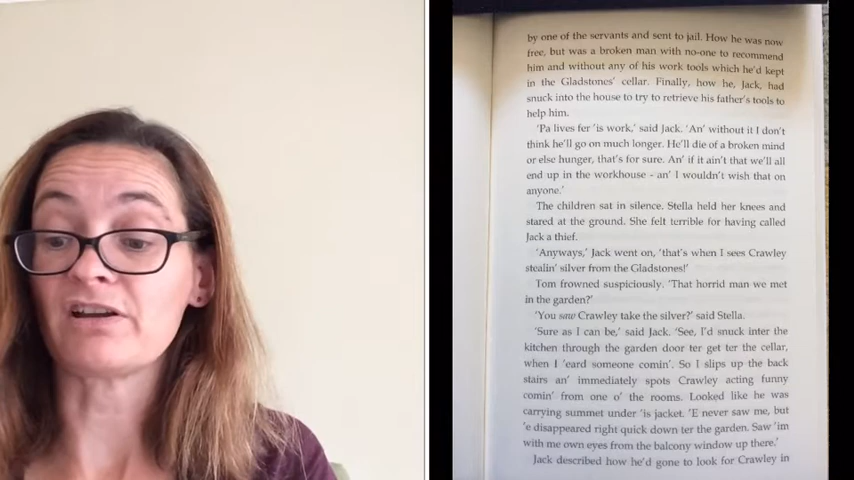 by one of the servants and sent to jail. How he was now
free, but was a broken man with no-one to recommend
him and without any of his work tools which he'd kept
in the Gladstones' cellar. Finally, how he, Jack, had
snuck into the house to try to retrieve his father's tools to
help him.
'Pa lives fer 'is work,' said Jack. 'An' without it I don't
think he'll go on much longer. He'll die of a broken mind
or else hunger, that's for sure. An' if it ain't that we'll all
end up in the workhouse - an' I wouldn't wish that on
anyone.'
The children sat in silence. Stella held her knees and
stared at the ground. She felt terrible for having called
Jack a thief.
'Anyways,' Jack went on, 'that's when I sees Crawley
stealin' silver from the Gladstones!'
Tom frowned suspiciously. 'That horrid man we met
in the garden?'
'You saw Crawley take the silver?' said Stella.
'Sure as I can be,' said Jack. 'See, I'd snuck inter the
kitchen through the garden door ter get ter the cellar,
when I 'eard someone comin'. So I slips up the back
stairs an' immediately spots Crawley acting funny
comin' from one o' the rooms. Looked like he was
carrying summet under 'is jacket. 'E never saw me, but
'e disappeared right quick down ter the garden. Saw 'im
with me own eyes from the balcony window up there.'
Jack described how he'd gone to look for Crawley in